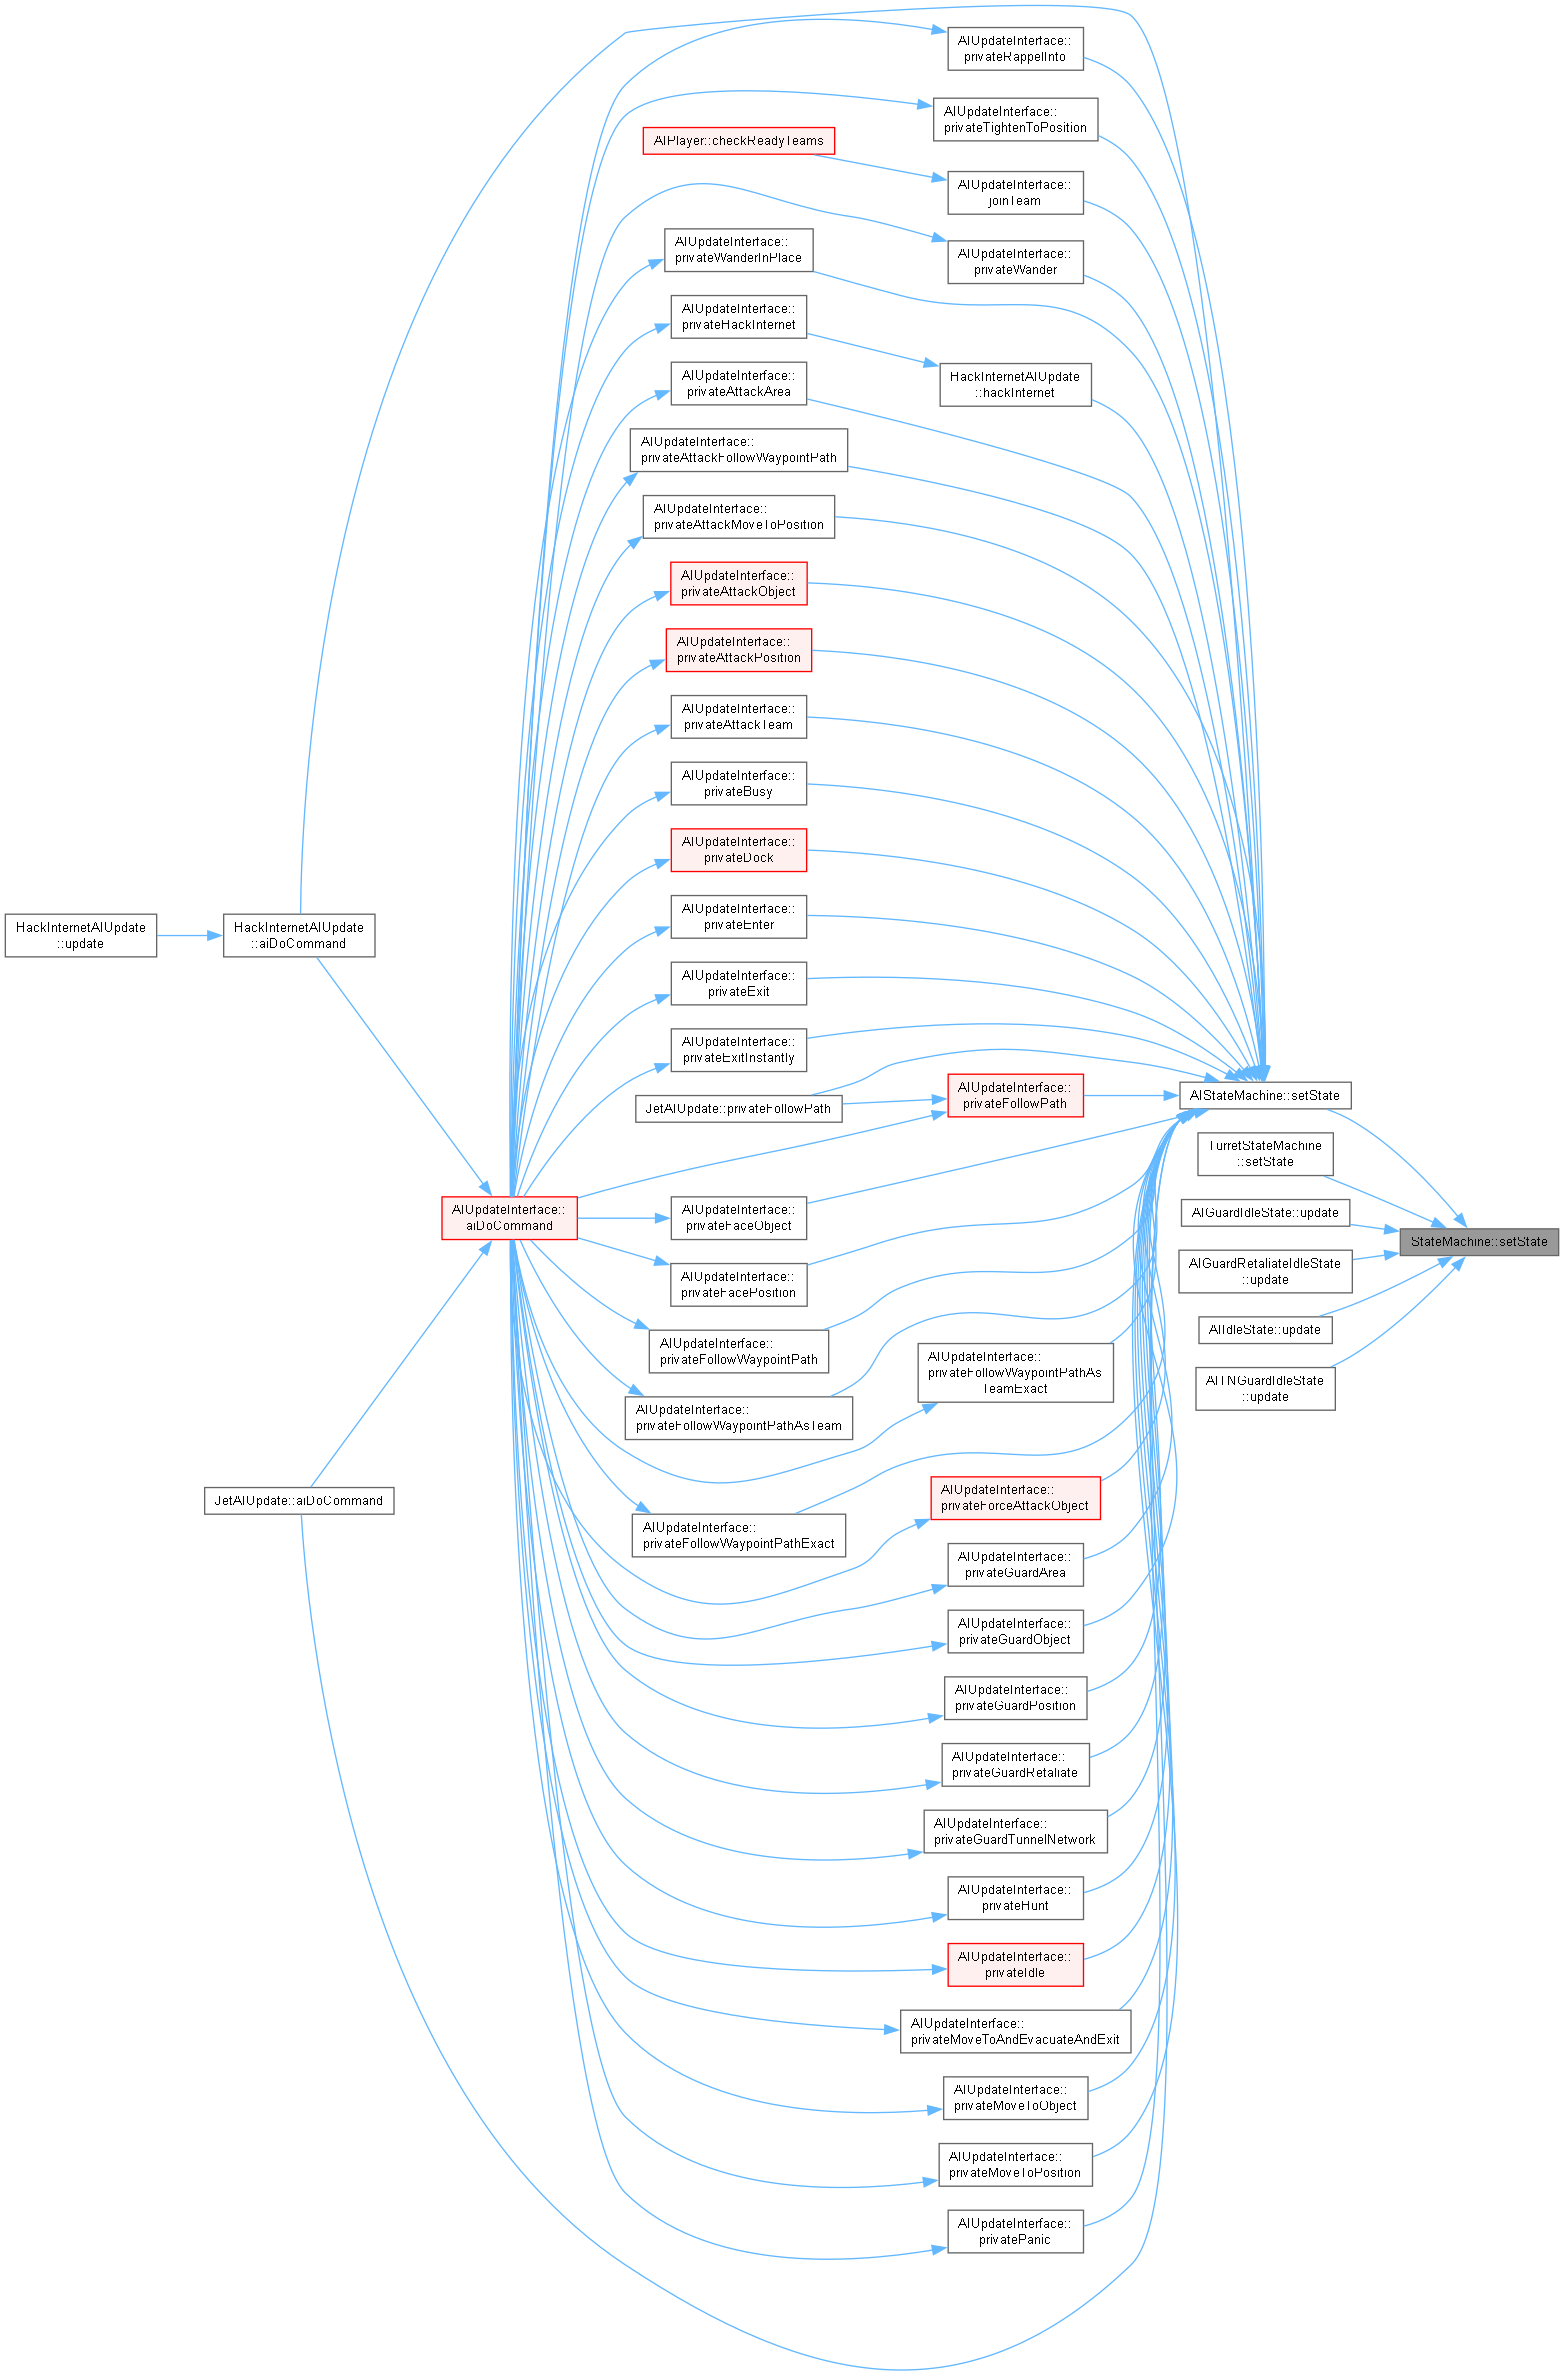 AIUpdateInterface::
privateRappelInto
AIUpdateInterface::
privateTightenToPosition
AIPlayer::checkReadyTeams
AIUpdateInterface::
joinTeam
AIUpdateInterface::
privateWanderInPlace
AIUpdateInterface::
privateWander
AIUpdateInterface::
privateHackInternet
AIUpdateInterface::
privateAttackArea
HackInternetAIUpdate
::hackInternet
AIUpdateInterface::
privateAttackFollowWaypointPath
AIUpdateInterface::
privateAttackMoveToPosition
AIUpdateInterface::
privateAttackObject
AIUpdateInterface::
privateAttackPosition
AIUpdateInterface::
privateAttackTeam
AIUpdateInterface::
privateBusy
AIUpdateInterface::
privateDock
HackInternetAIUpdate
::update
HackInternetAIUpdate
::aiDoCommand
AIUpdateInterface::
privateEnter
AIUpdateInterface::
privateExit
AIUpdateInterface::
privateExitInstantly
JetAIUpdate::privateFollowPath
AIUpdateInterface::
privateFollowPath
AIStateMachine::setState
TurretStateMachine
::setState
AIUpdateInterface::
aiDoCommand
AIUpdateInterface::
privateFaceObject
AIGuardIdleState::update
StateMachine::setState
AIUpdateInterface::
privateFacePosition
AIGuardRetaliateIdleState
::update
AIUpdateInterface::
privateFollowWaypointPath
AIIdleState::update
AIUpdateInterface::
privateFollowWaypointPathAs
TeamExact
AITNGuardIdleState
::update
AIUpdateInterface::
privateFollowWaypointPathAsTeam
JetAIUpdate::aiDoCommand
AIUpdateInterface::
privateForceAttackObject
AIUpdateInterface::
privateFollowWaypointPathExact
AIUpdateInterface::
privateGuardArea
AIUpdateInterface::
privateGuardObject
AIUpdateInterface::
privateGuardPosition
AIUpdateInterface::
privateGuardRetaliate
AIUpdateInterface::
privateGuardTunnelNetwork
AIUpdateInterface::
privateHunt
AIUpdateInterface::
privateIdle
AIUpdateInterface::
privateMoveToAndEvacuateAndExit
AIUpdateInterface::
privateMoveToObject
AIUpdateInterface::
privateMoveToPosition
AIUpdateInterface::
privatePanic